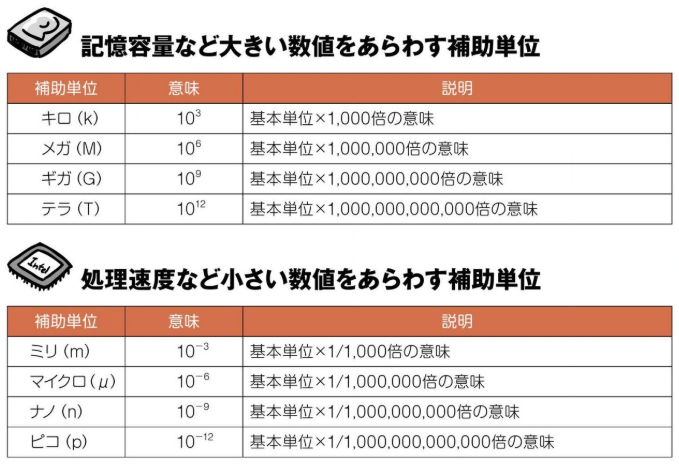 記憶容量など大きい数値をあらわす補助単位
補助単位 意味 説明
キロ(k) 10³ 基本単位×1,000倍の意味
メガ(M) 10⁶ 基本単位×1,000,000倍の意味
ギガ(G) 10⁹ 基本単位×1,000,000,000倍の意味
テラ(T) 10¹² 基本単位×1,000,000,000,000倍の意味
Intel
処理速度など小さい数値をあらわす補助単位
補助単位 意味 説明
ミリ(m) 10⁻³ 基本単位×1/1,000倍の意味
マイクロ(μ) 10⁻⁶ 基本単位×1/1,000,000倍の意味
ナノ(n) 10⁻⁹ 基本単位×1/1,000,000,000倍の意味
ピコ(p) 10⁻¹² 基本単位×1/1,000,000,000,000倍の意味